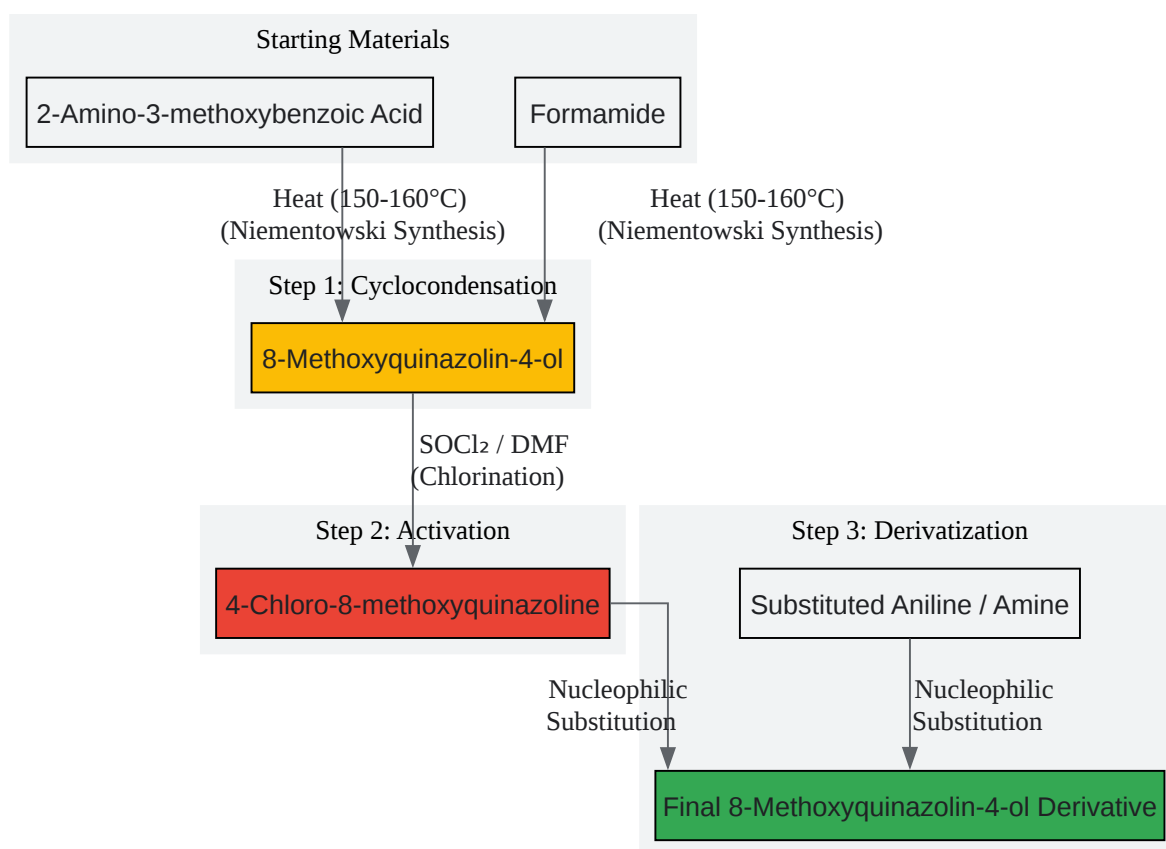 Starting Materials
2-Amino-3-methoxybenzoic Acid
Formamide
Heat (150-160°C)
(Niementowski Synthesis)
Heat (150-160°C)
(Niementowski Synthesis)
Step 1: Cyclocondensation
8-Methoxyquinazolin-4-ol
SOCl₂ / DMF
(Chlorination)
Step 2: Activation
4-Chloro-8-methoxyquinazoline
Step 3: Derivatization
Substituted Aniline / Amine
Nucleophilic
Substitution
Nucleophilic
Substitution
Final 8-Methoxyquinazolin-4-ol Derivative